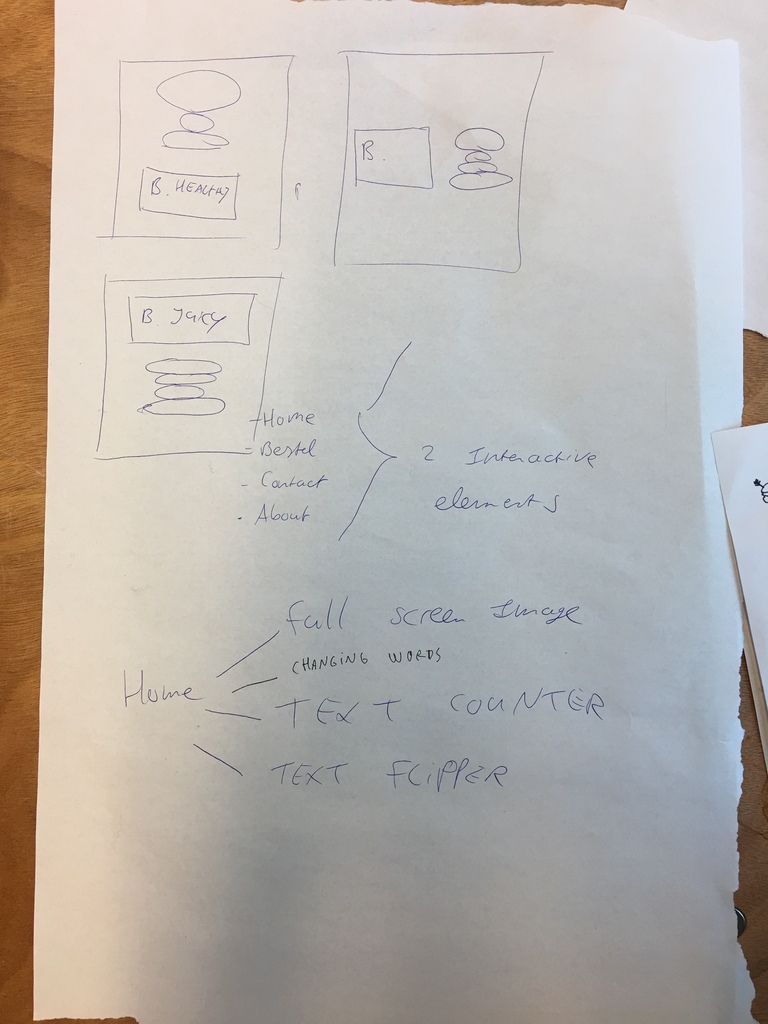 B. HEALTHY
B.
B. JUICY
- Home
- Bestel
- Contact
- About
2 Interactive
elements
full screen Image
CHANGING WORDS
Home
TEXT COUNTER
TEXT FLIPPER